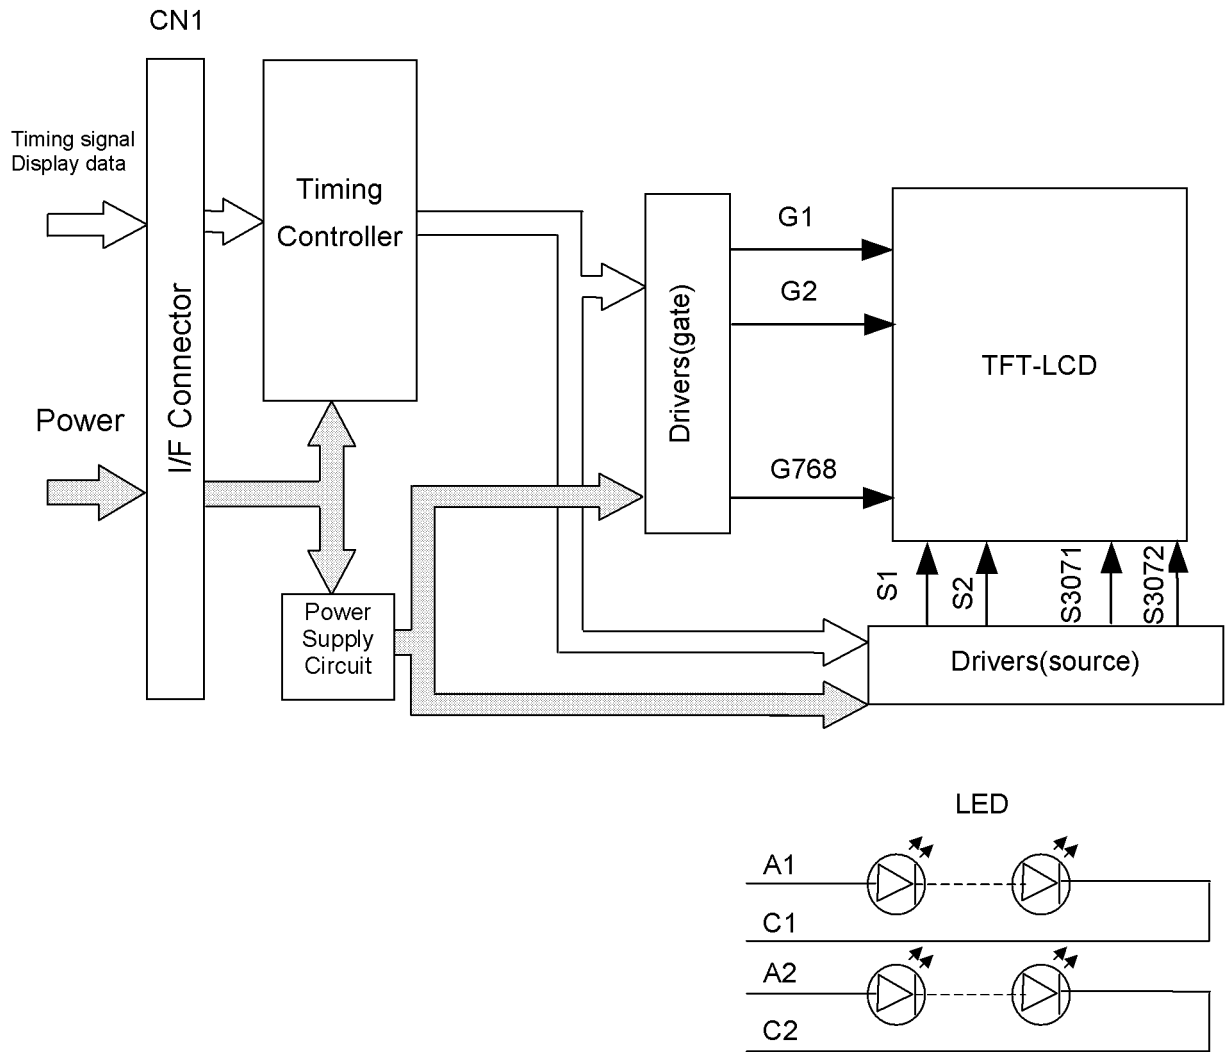 CN1
Timing signal
Display data
Power
I/F Connector
Timing
Controller
Power
Supply
Circuit
Drivers(gate)
G1
G2
G768
TFT-LCD
S1
S2
S3071
S3072
Drivers(source)
LED
A1
C1
A2
C2